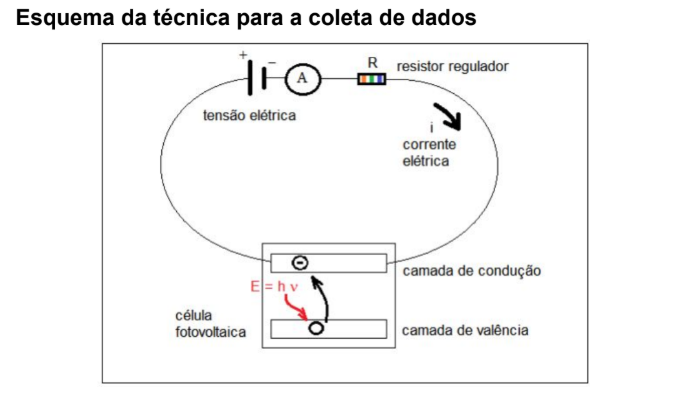 Esquema da técnica para a coleta de dados
+
−
A
R
resistor regulador
tensão elétrica
i
corrente
elétrica
camada de condução
E = h ν
célula
fotovoltaica
camada de valência